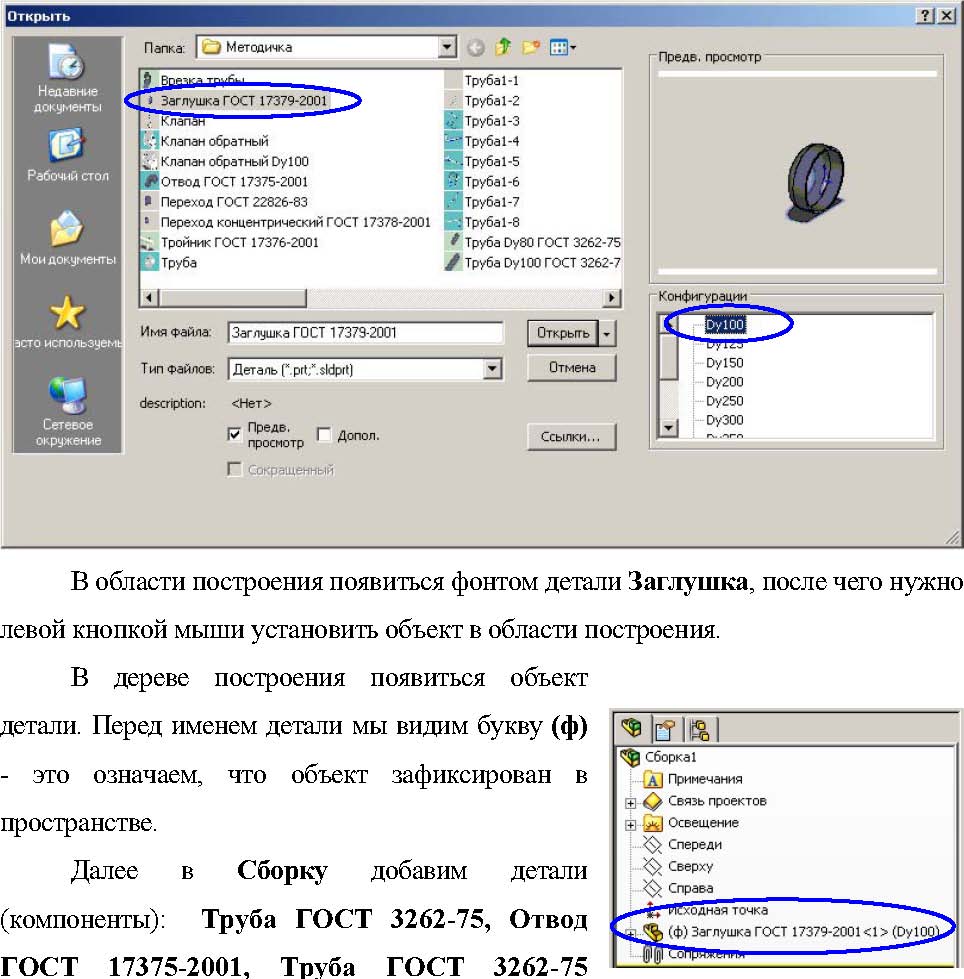 Открыть
Папка: Методичка
Недавние
документы
Рабочий стол
Мои документы
асто используемы
Сетевое
окружение
Врезка трубы
Заглушка ГОСТ 17379-2001
Клапан
Клапан обратный
Клапан обратный Dy100
Отвод ГОСТ 17375-2001
Переход ГОСТ 22826-83
Переход концентрический ГОСТ 17378-2001
Тройник ГОСТ 17376-2001
Труба
Труба1-1
Труба1-2
Труба1-3
Труба1-4
Труба1-5
Труба1-6
Труба1-7
Труба1-8
Труба Dy80 ГОСТ 3262-75
Труба Dy100 ГОСТ 3262-7
Имя файла: Заглушка ГОСТ 17379-2001
Открыть
Тип файлов: Деталь (*.prt;*.sldprt)
Отмена
description: <Нет>
Предв.
просмотр
Допол.
Ссылки...
Сокращенный
Предв. просмотр
Конфигурации
Dy100
Dy125
Dy150
Dy200
Dy250
Dy300
Dy350
В области построения появиться фонтом детали Заглушка, после чего нужно
левой кнопкой мыши установить объект в области построения.
В дереве построения появиться объект
детали. Перед именем детали мы видим букву (ф)
- это означаем, что объект зафиксирован в
пространстве.
Далее в Сборку добавим детали
(компоненты): Труба ГОСТ 3262-75, Отвод
ГОСТ 17375-2001, Труба ГОСТ 3262-75
Сборка1
Примечания
Связь проектов
Освещение
Спереди
Сверху
Справа
Исходная точка
(ф) Заглушка ГОСТ 17379-2001<1> (Dy100)
Сопряжения